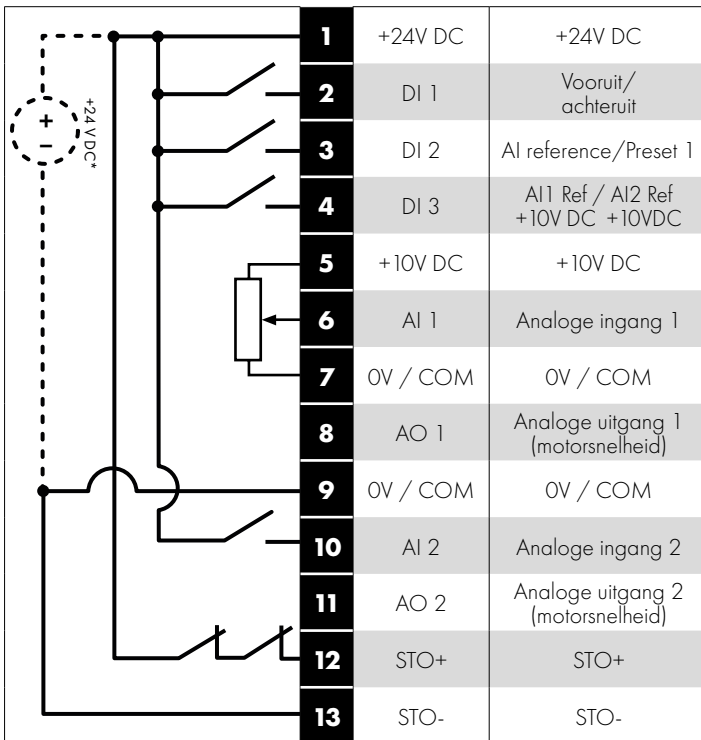 +24 V DC*
+
−
1 +24V DC +24V DC
2 DI 1 Vooruit/
achteruit
3 DI 2 AI reference/Preset 1
4 DI 3 AI1 Ref / AI2 Ref
+10V DC +10VDC
5 +10V DC +10V DC
6 AI 1 Analoge ingang 1
7 0V / COM 0V / COM
8 AO 1 Analoge uitgang 1
(motorsnelheid)
9 0V / COM 0V / COM
10 AI 2 Analoge ingang 2
11 AO 2 Analoge uitgang 2
(motorsnelheid)
12 STO+ STO+
13 STO- STO-